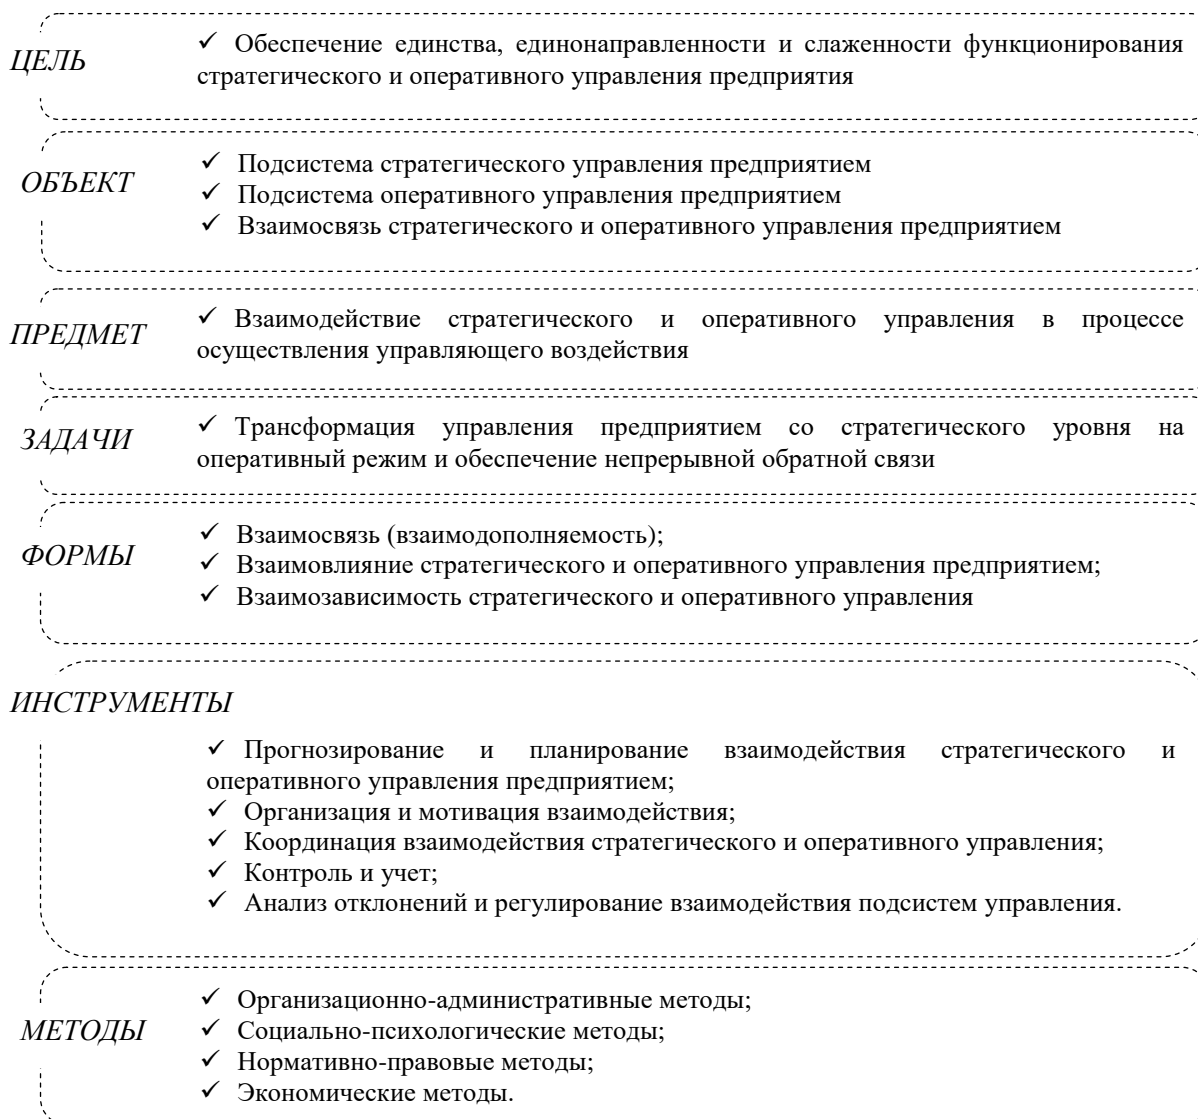 ЦЕЛЬ
✓ Обеспечение единства, единонаправленности и слаженности функционирования
стратегического и оперативного управления предприятия
ОБЪЕКТ
✓ Подсистема стратегического управления предприятием
✓ Подсистема оперативного управления предприятием
✓ Взаимосвязь стратегического и оперативного управления предприятием
ПРЕДМЕТ
✓ Взаимодействие стратегического и оперативного управления в процессе
осуществления управляющего воздействия
ЗАДАЧИ
✓ Трансформация управления предприятием со стратегического уровня на
оперативный режим и обеспечение непрерывной обратной связи
ФОРМЫ
✓ Взаимосвязь (взаимодополняемость);
✓ Взаимовлияние стратегического и оперативного управления предприятием;
✓ Взаимозависимость стратегического и оперативного управления
ИНСТРУМЕНТЫ
✓ Прогнозирование и планирование взаимодействия стратегического и
оперативного управления предприятием;
✓ Организация и мотивация взаимодействия;
✓ Координация взаимодействия стратегического и оперативного управления;
✓ Контроль и учет;
✓ Анализ отклонений и регулирование взаимодействия подсистем управления.
МЕТОДЫ
✓ Организационно-административные методы;
✓ Социально-психологические методы;
✓ Нормативно-правовые методы;
✓ Экономические методы.